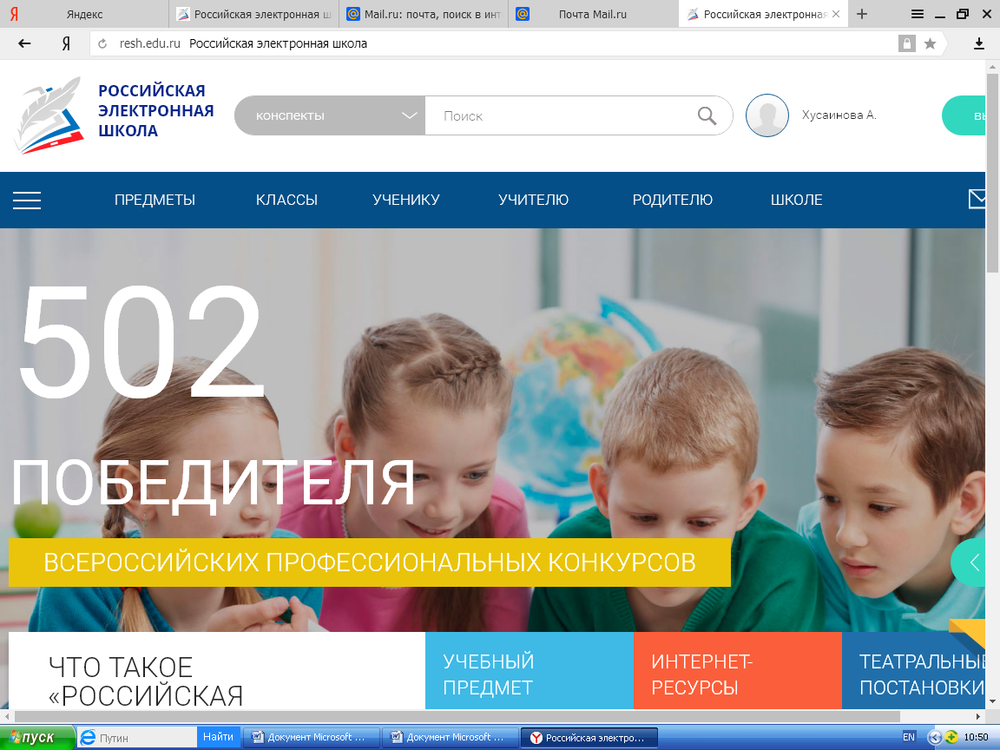 Яндекс
Российская электронная ш
Mail.ru: почта, поиск в инт
Почта Mail.ru
Российская электронная
resh.edu.ru Российская электронная школа
РОССИЙСКАЯ
ЭЛЕКТРОННАЯ
ШКОЛА
конспекты
Поиск
Хусаинова А.
вы
ПРЕДМЕТЫ
КЛАССЫ
УЧЕНИКУ
УЧИТЕЛЮ
РОДИТЕЛЮ
ШКОЛЕ
502
ПОБЕДИТЕЛЯ
ВСЕРОССИЙСКИХ ПРОФЕССИОНАЛЬНЫХ КОНКУРСОВ
ЧТО ТАКОЕ
«РОССИЙСКАЯ
УЧЕБНЫЙ
ПРЕДМЕТ
ИНТЕРНЕТ-
РЕСУРСЫ
ТЕАТРАЛЬНЫЕ
ПОСТАНОВКИ
пуск
Путин
Найти
Документ Microsoft ...
Документ Microsoft ...
Российская электро...
EN
10:50